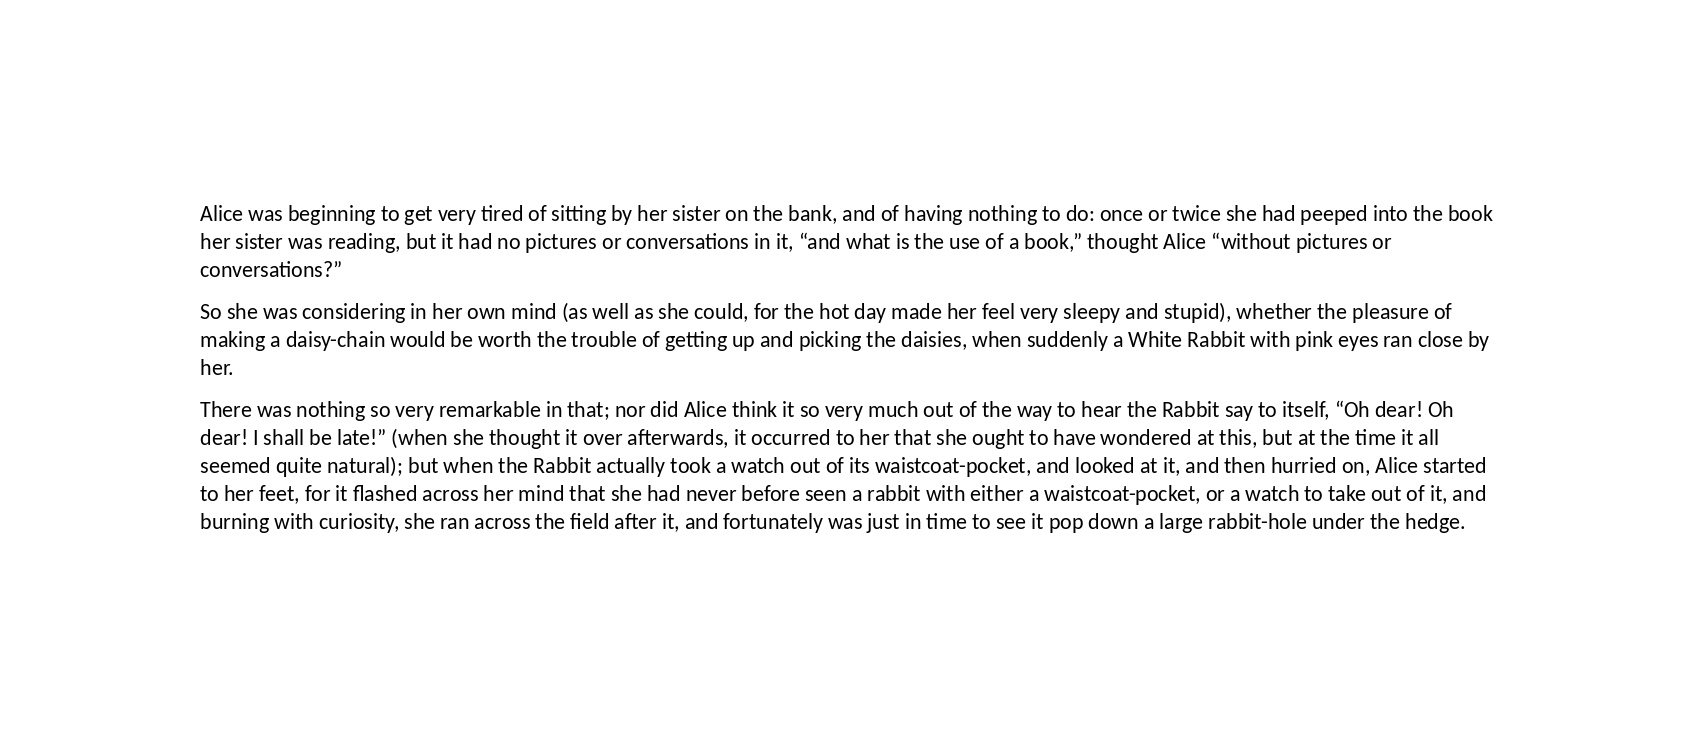 Alice was beginning to get very tired of sitting by her sister on the bank, and of having nothing to do: once or twice she had peeped into the book
her sister was reading, but it had no pictures or conversations in it, “and what is the use of a book,” thought Alice “without pictures or
conversations?”
So she was considering in her own mind (as well as she could, for the hot day made her feel very sleepy and stupid), whether the pleasure of
making a daisy-chain would be worth the trouble of getting up and picking the daisies, when suddenly a White Rabbit with pink eyes ran close by
her.
There was nothing so very remarkable in that; nor did Alice think it so very much out of the way to hear the Rabbit say to itself, “Oh dear! Oh
dear! I shall be late!” (when she thought it over afterwards, it occurred to her that she ought to have wondered at this, but at the time it all
seemed quite natural); but when the Rabbit actually took a watch out of its waistcoat-pocket, and looked at it, and then hurried on, Alice started
to her feet, for it flashed across her mind that she had never before seen a rabbit with either a waistcoat-pocket, or a watch to take out of it, and
burning with curiosity, she ran across the field after it, and fortunately was just in time to see it pop down a large rabbit-hole under the hedge.